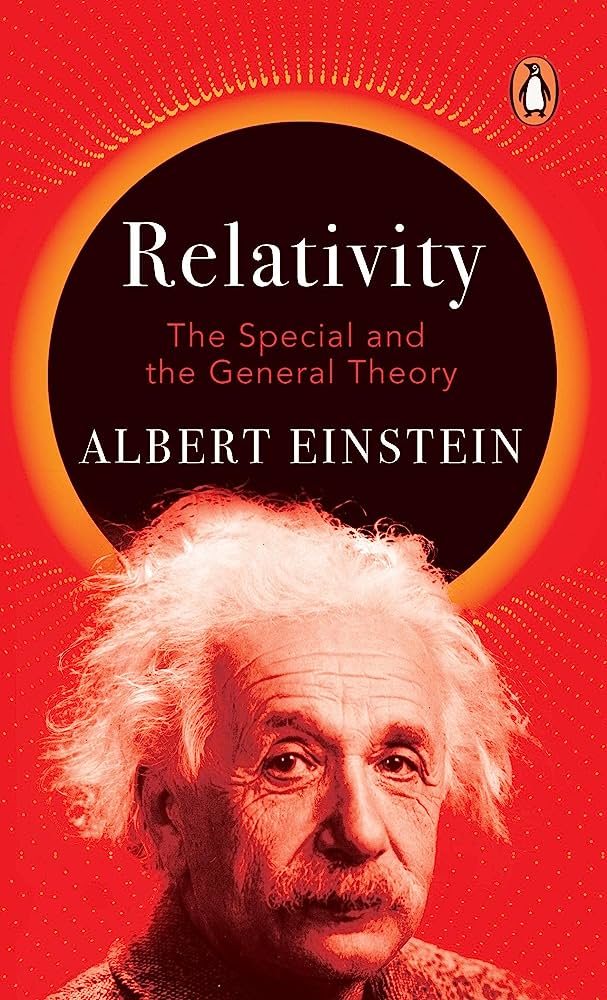 Relativity
The Special and
the General Theory
ALBERT EINSTEIN